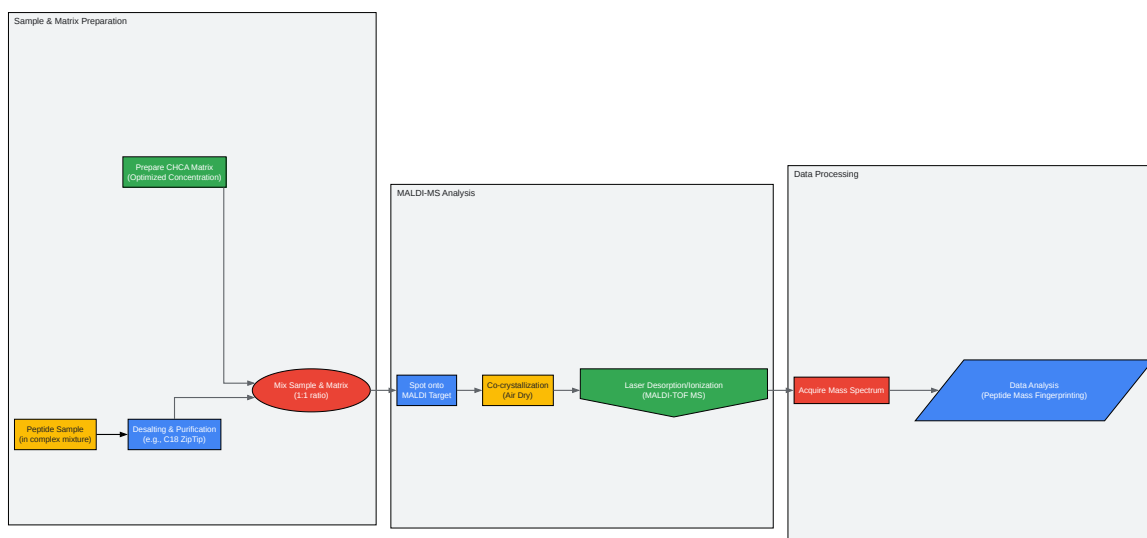 Sample & Matrix Preparation
Prepare CHCA Matrix
(Optimized Concentration)
Peptide Sample
(in complex mixture)
Desalting & Purification
(e.g., C18 ZipTip)
Mix Sample & Matrix
(1:1 ratio)
MALDI-MS Analysis
Spot onto
MALDI Target
Co-crystallization
(Air Dry)
Laser Desorption/Ionization
(MALDI-TOF MS)
Data Processing
Acquire Mass Spectrum
Data Analysis
(Peptide Mass Fingerprinting)